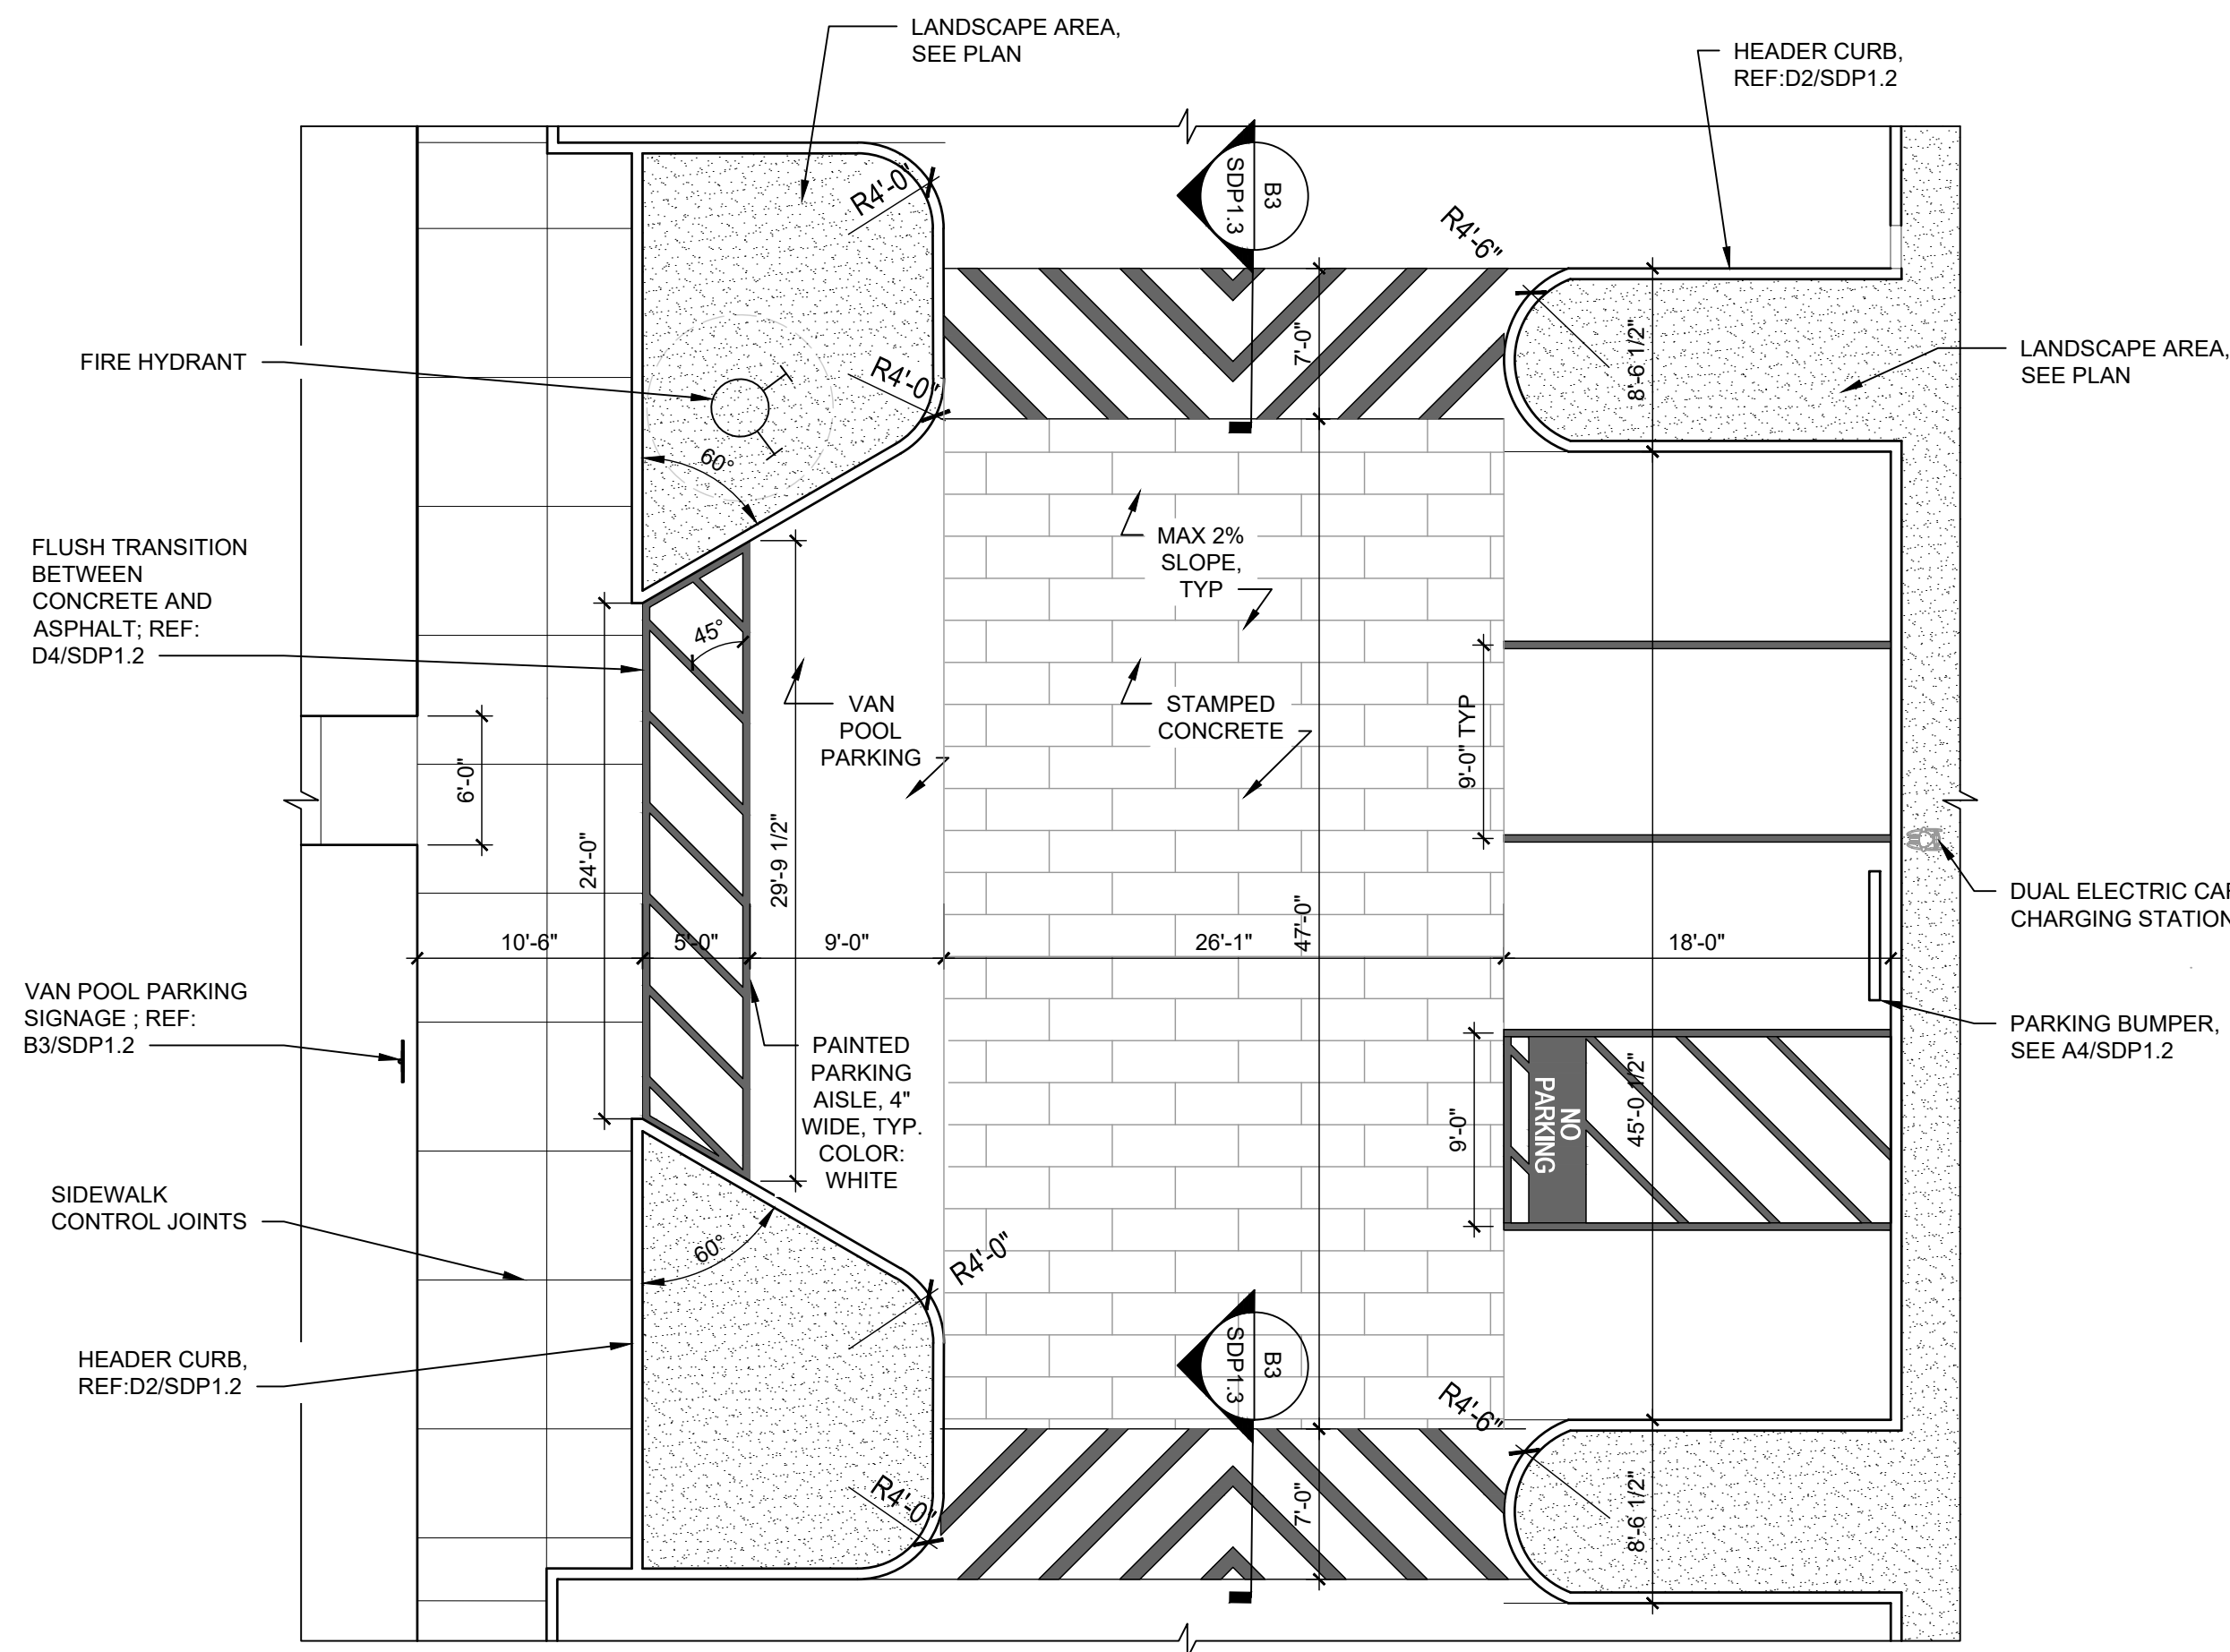 LANDSCAPE AREA,
SEE PLAN
HEADER CURB,
REF:D2/SDP1.2
B3
SDP1.3
R4'-0"
R4'-6"
FIRE HYDRANT
R4'-0"
7'-0"
8'-6 1/2"
LANDSCAPE AREA,
SEE PLAN
60°
FLUSH TRANSITION
BETWEEN
CONCRETE AND
ASPHALT; REF:
D4/SDP1.2
MAX 2%
SLOPE,
TYP
45°
VAN
POOL
PARKING
STAMPED
CONCRETE
9'-0" TYP
6'-0"
24'-0"
29'-9 1/2"
47'-0"
DUAL ELECTRIC CAR
CHARGING STATION
10'-6"
5'-0"
9'-0"
26'-1"
18'-0"
VAN POOL PARKING
SIGNAGE ; REF:
B3/SDP1.2
PAINTED
PARKING
AISLE, 4"
WIDE, TYP.
COLOR:
WHITE
PARKING BUMPER,
SEE A4/SDP1.2
9'-0"
NO
PARKING
45'-0 1/2"
SIDEWALK
CONTROL JOINTS
60°
R4'-0"
HEADER CURB,
REF:D2/SDP1.2
B3
SDP1.3
R4'-6"
R4'-0"
7'-0"
8'-6 1/2"